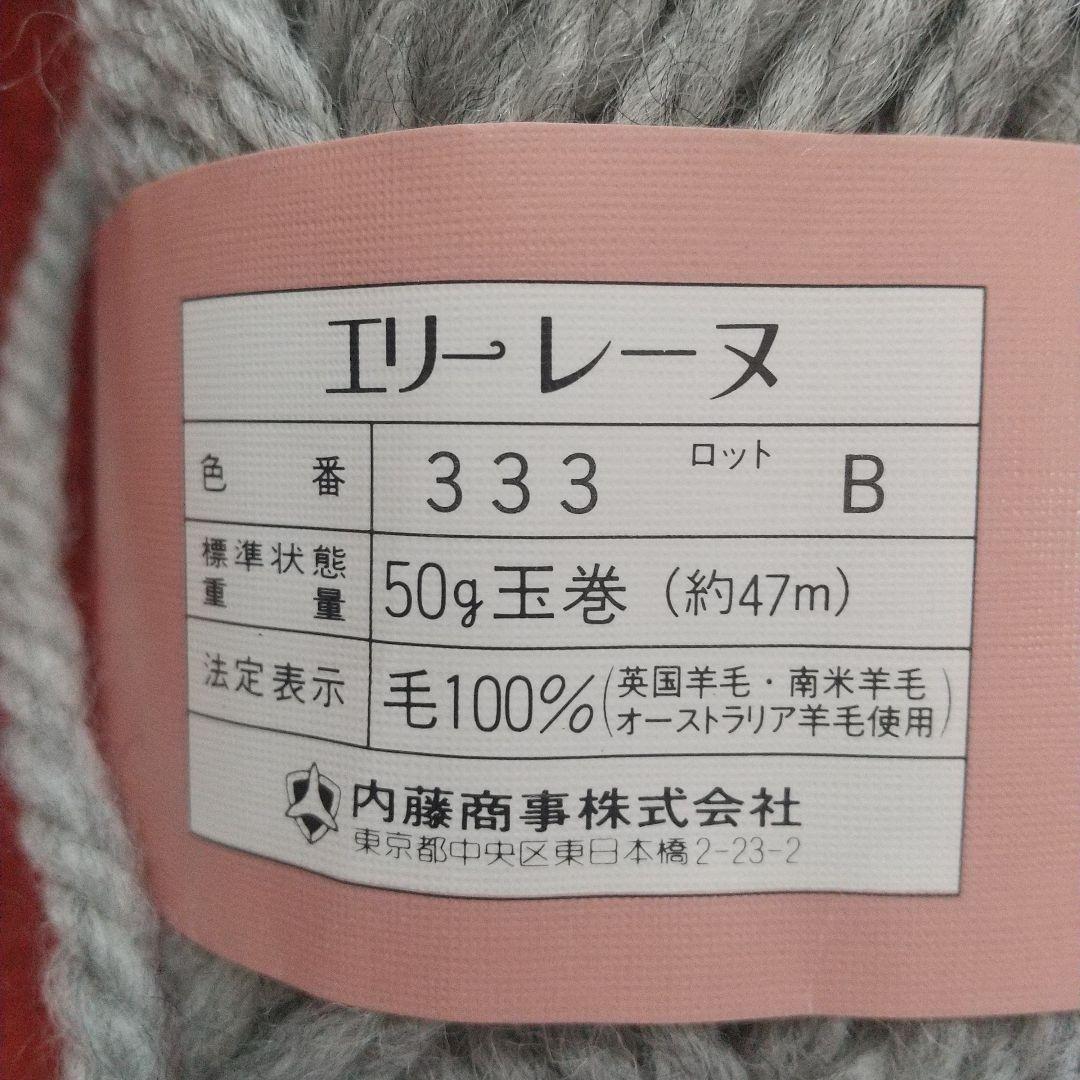 エリーレーヌ
色番 333 ロット B
標準状態重量 50g玉巻（約47m）
法定表示 毛100%(英国羊毛・南米羊毛
オーストラリア羊毛使用)
内藤商事株式会社
東京都中央区東日本橋2-23-2